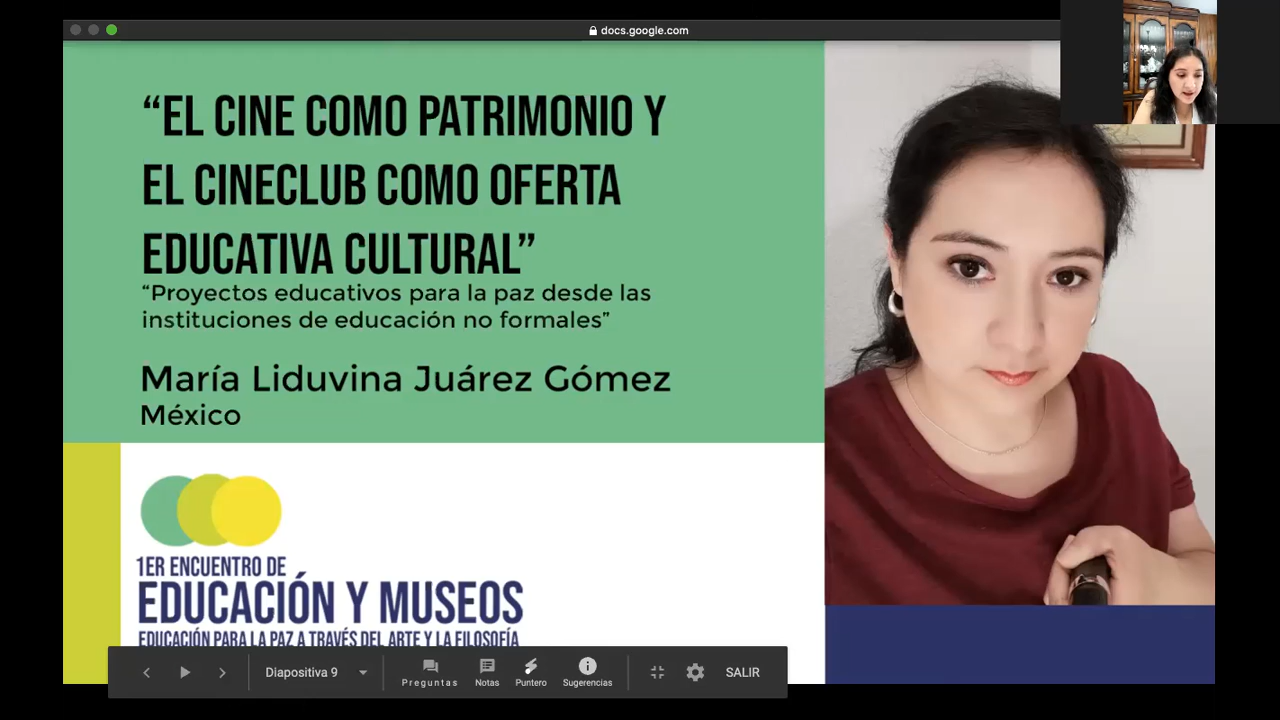 docs.google.com
“EL CINE COMO PATRIMONIO Y
EL CINECLUB COMO OFERTA
EDUCATIVA CULTURAL”
“Proyectos educativos para la paz desde las
instituciones de educación no formales”
María Liduvina Juárez Gómez
México
1ER ENCUENTRO DE
EDUCACIÓN Y MUSEOS
EDUCACIÓN PARA LA PAZ A TRAVÉS DEL ARTE Y LA FILOSOFÍA
Diapositiva 9
Preguntas
Notas
Puntero
Sugerencias
SALIR